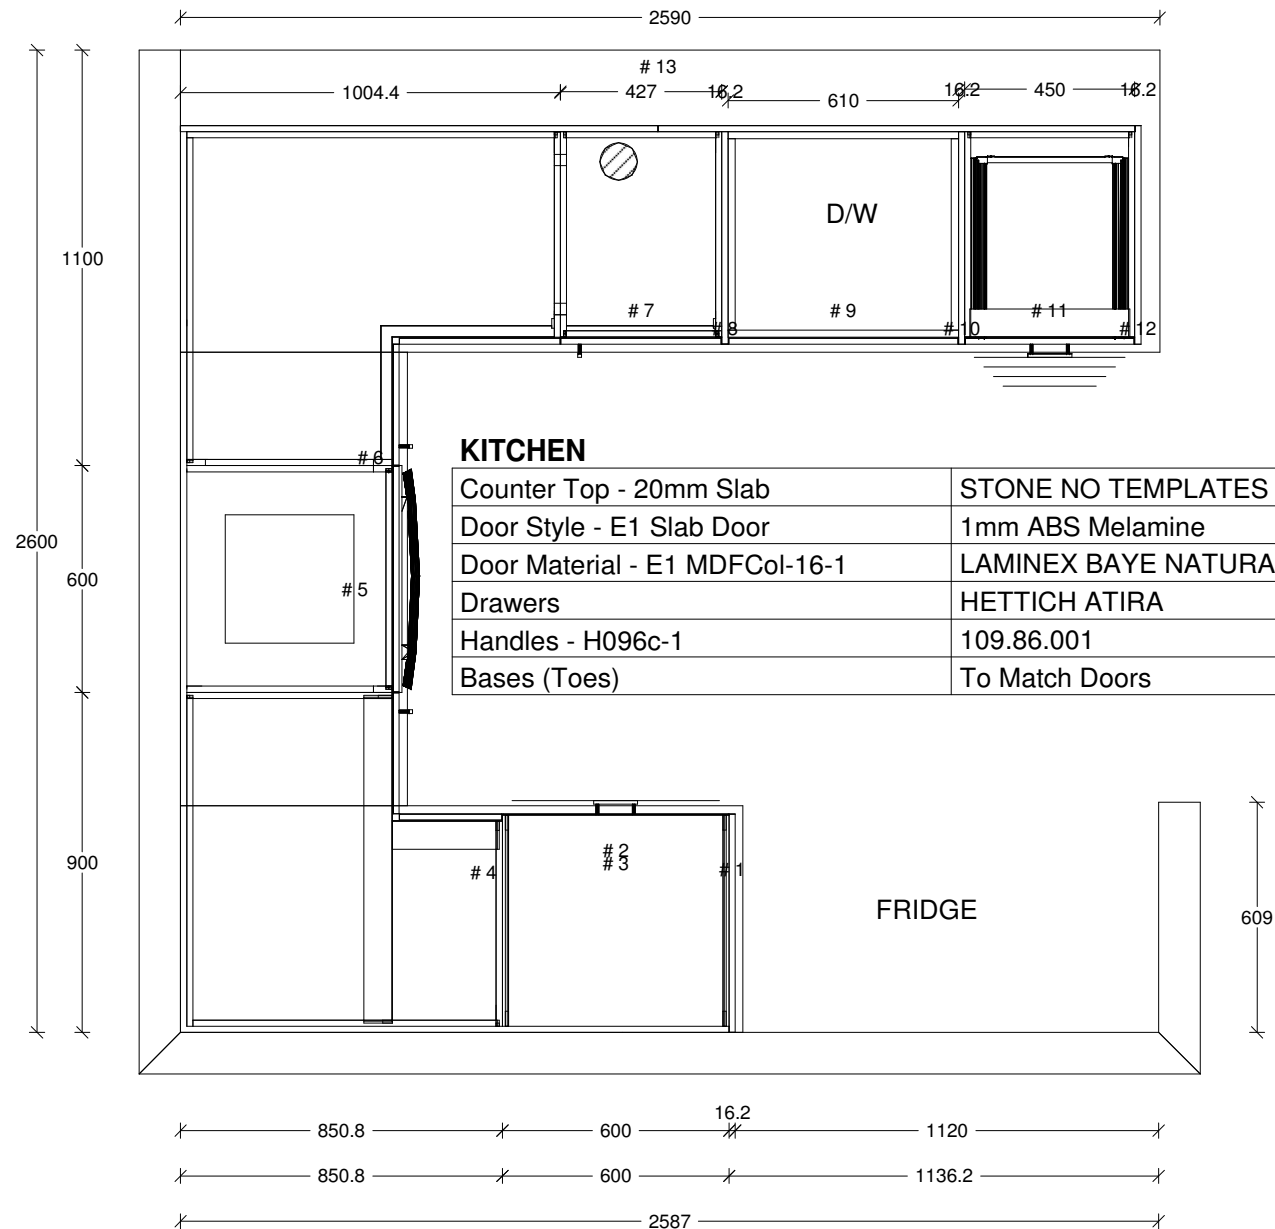 2590
# 13
1004.4 427 16.2 610 16.2 450 16.2
D/W
1100
# 7 # 8 # 9 # 10 # 11 # 12
KITCHEN
# 6
Counter Top - 20mm Slab STONE NO TEMPLATES
Door Style - E1 Slab Door 1mm ABS Melamine
2600
Door Material - E1 MDFCol-16-1 LAMINEX BAYE NATURA
600
# 5
Drawers HETTICH ATIRA
Handles - H096c-1 109.86.001
Bases (Toes) To Match Doors
# 2
900
# 3
# 4 # 1
FRIDGE
609
16.2
850.8 600 1120
850.8 600 1136.2
2587